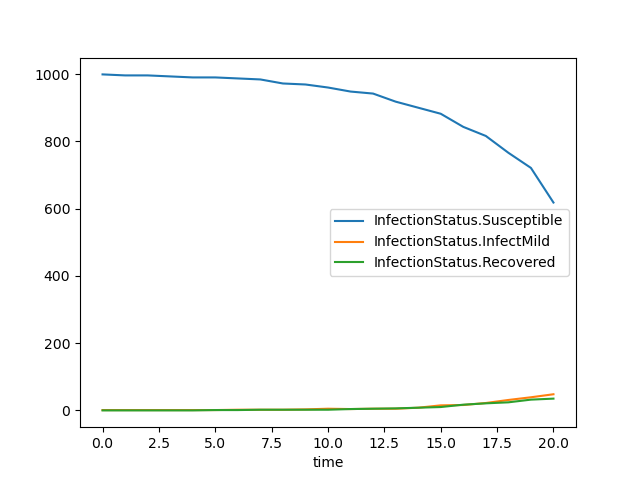 1000
800
600
400
200
0
InfectionStatus.Susceptible
InfectionStatus.InfectMild
InfectionStatus.Recovered
0.0 2.5 5.0 7.5 10.0 12.5 15.0 17.5 20.0
time